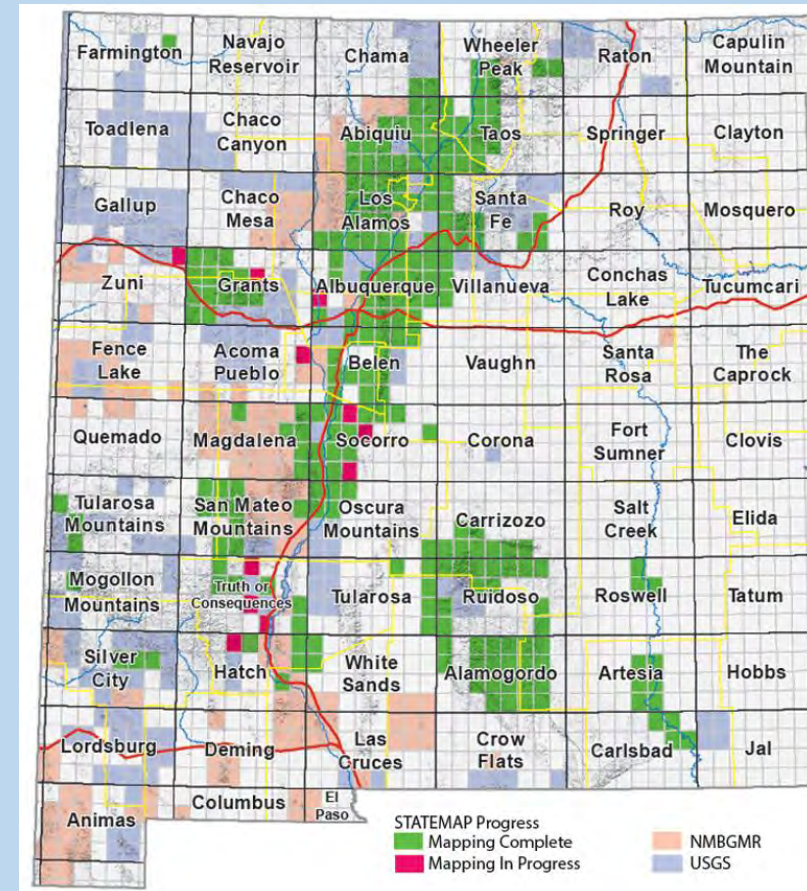 Farmington
Navajo
Reservoir
Chama
Wheeler
Peak
Raton
Capulin
Mountain
Toadlena
Chaco
Canyon
Abiquiu
Taos
Springer
Clayton
Gallup
Chaco
Mesa
Los
Alamos
Santa
Fe
Roy
Mosquero
Zuni
Grants
Albuquerque
Villanueva
Conchas
Lake
Tucumcari
Fence
Lake
Acoma
Pueblo
Belen
Vaughn
Santa
Rosa
The
Caprock
Quemado
Magdalena
Socorro
Corona
Fort
Sumner
Clovis
Tularosa
Mountains
San Mateo
Mountains
Oscura
Mountains
Carrizozo
Salt
Creek
Elida
Mogollon
Mountains
Truth or
Consequences
Tularosa
Ruidoso
Roswell
Tatum
Silver
City
Hatch
White
Sands
Alamogordo
Artesia
Hobbs
Lordsburg
Deming
Las
Cruces
Crow
Flats
Carlsbad
Jal
Animas
Columbus
El
Paso
STATEMAP Progress
Mapping Complete
Mapping In Progress
NMBGMR
USGS